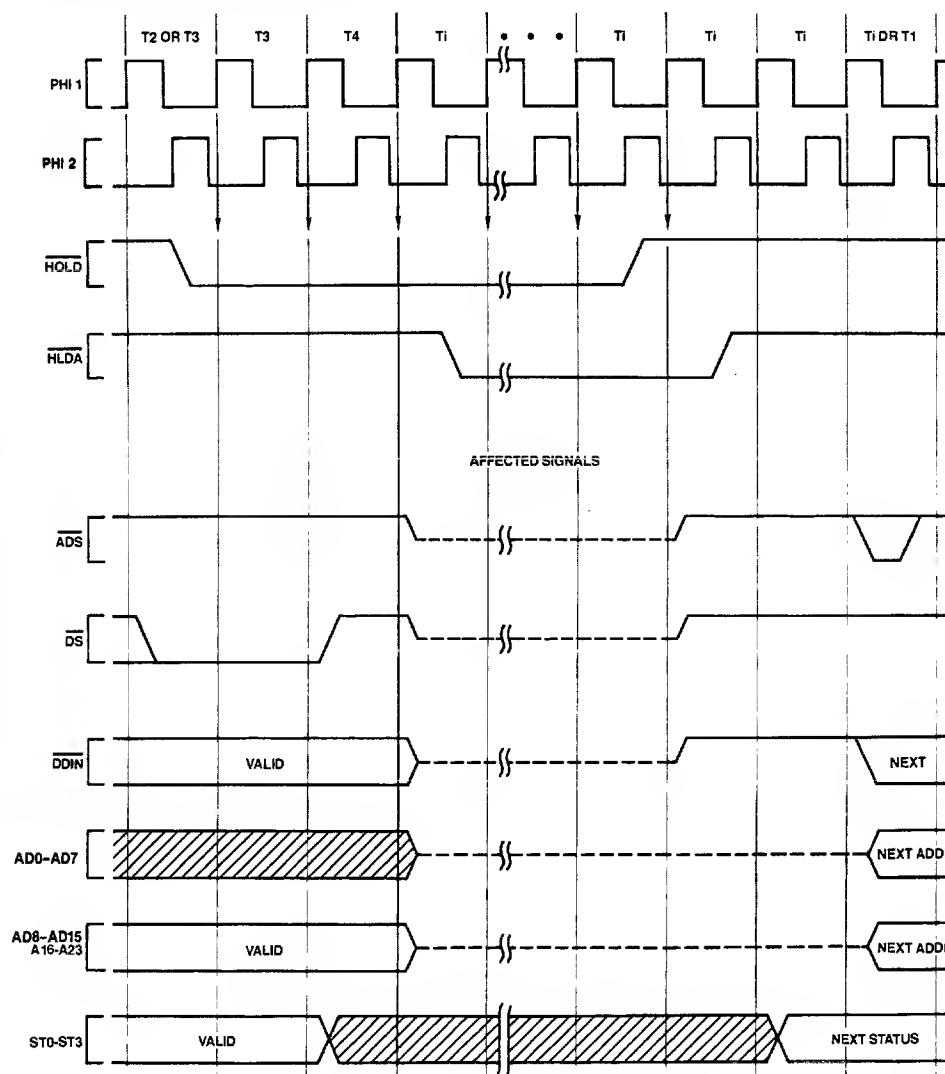 T2 OR T3 T3 T4 Ti • • • Ti Ti Ti Ti DR T1
PHI 1
PHI 2
HOLD
HLDA
AFFECTED SIGNALS
ADS
DS
DDIN VALID NEXT
AD0-AD7 NEXT ADD
AD8-AD15
A16-A23 VALID NEXT ADD
ST0-ST3 VALID NEXT STATUS